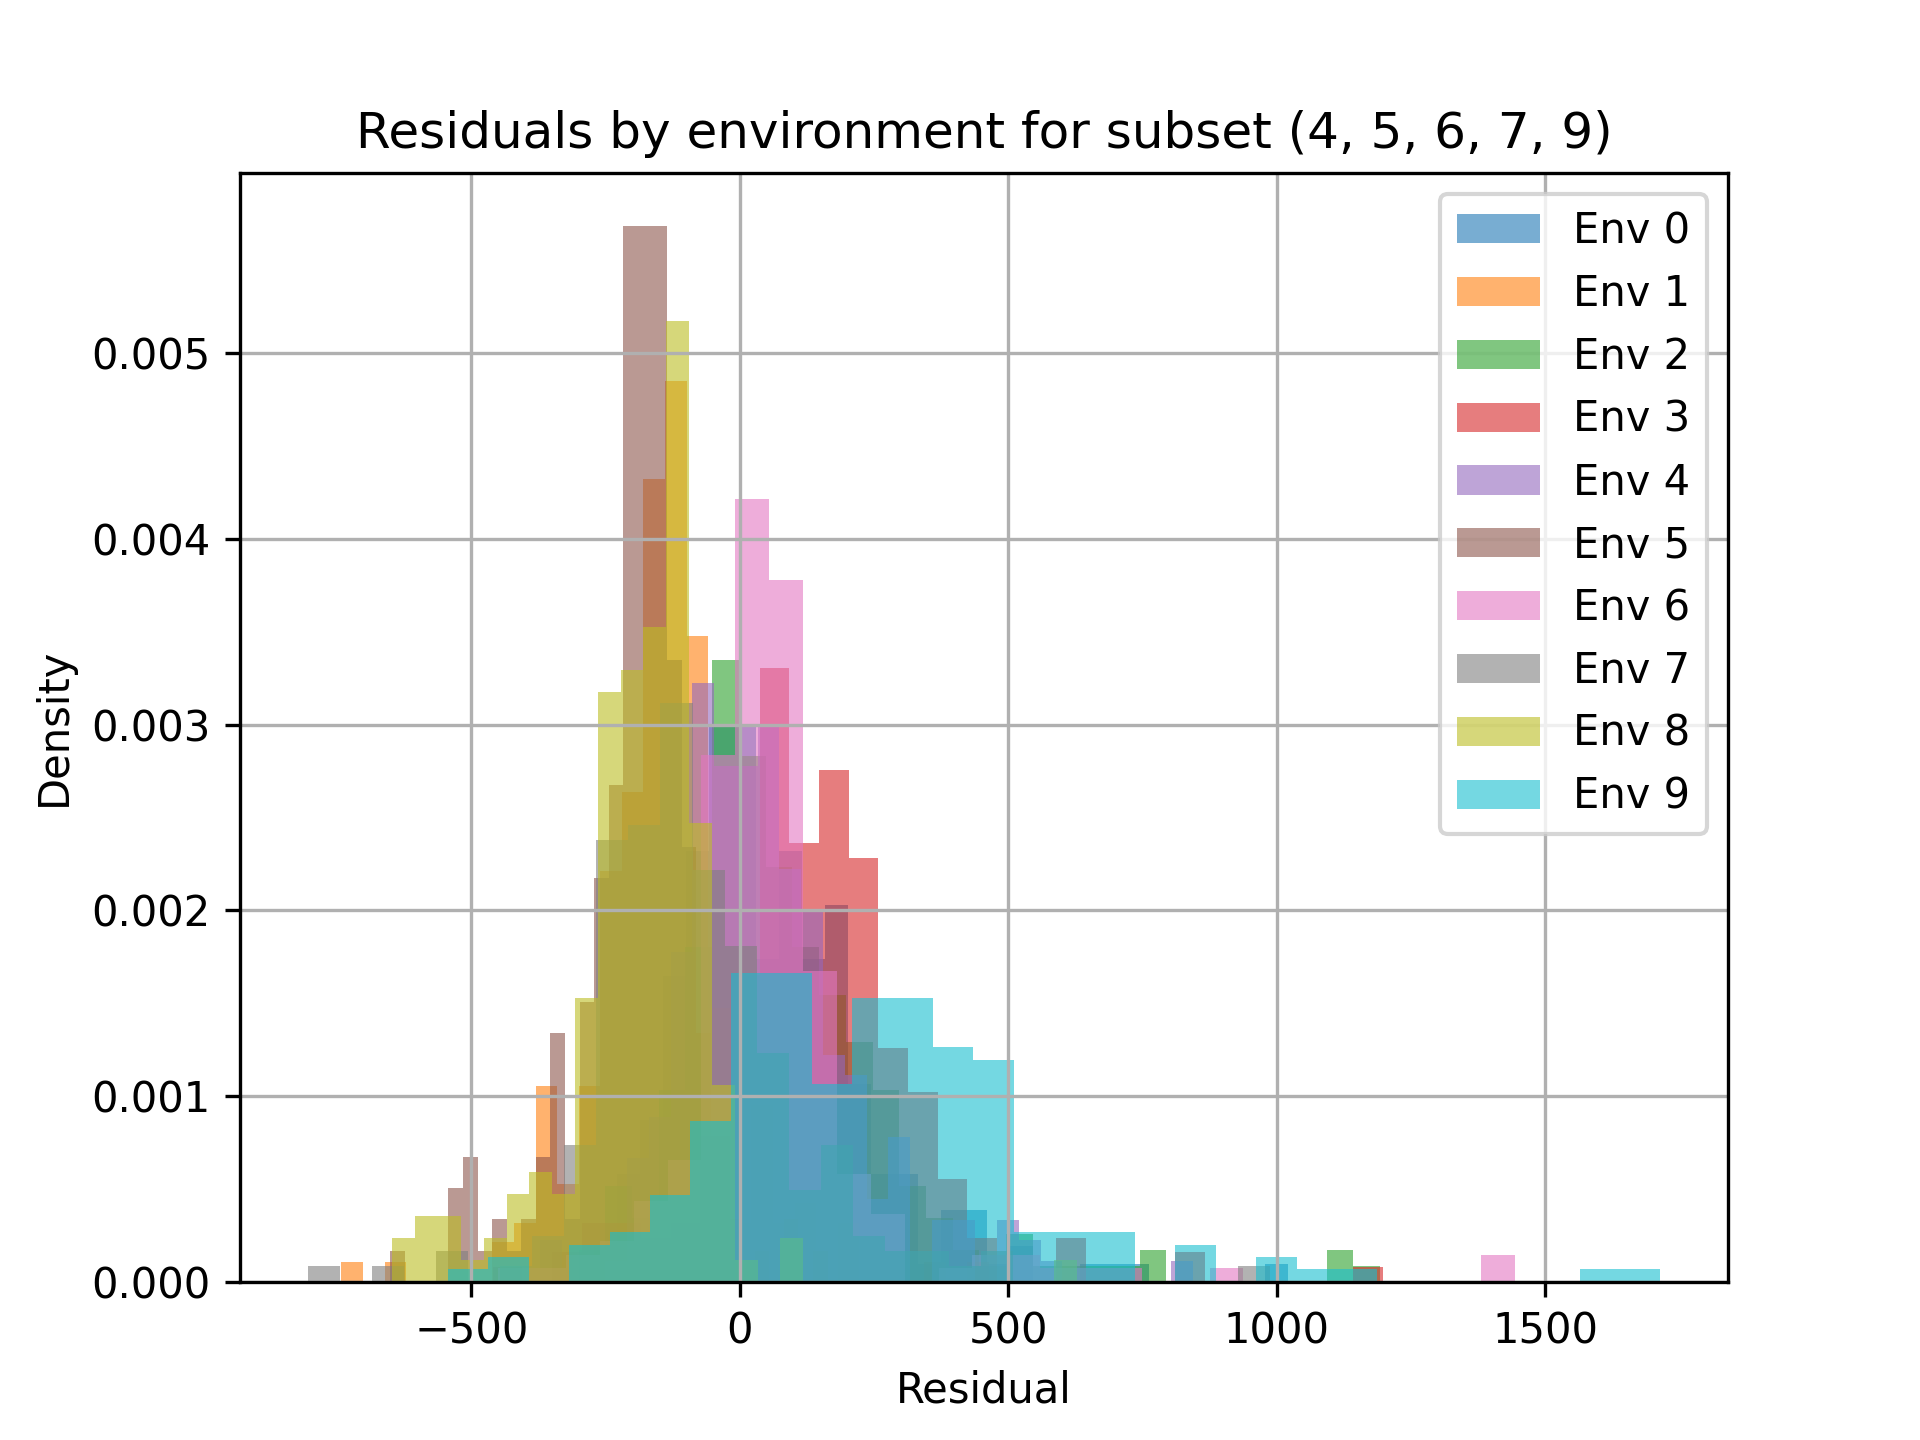 Residuals by environment for subset (4, 5, 6, 7, 9)
Env 0
Env 1
Env 2
Env 3
Env 4
Env 5
Env 6
Env 7
Env 8
Env 9
Density
0.005
0.004
0.003
0.002
0.001
0.000
−500 0 500 1000 1500
Residual